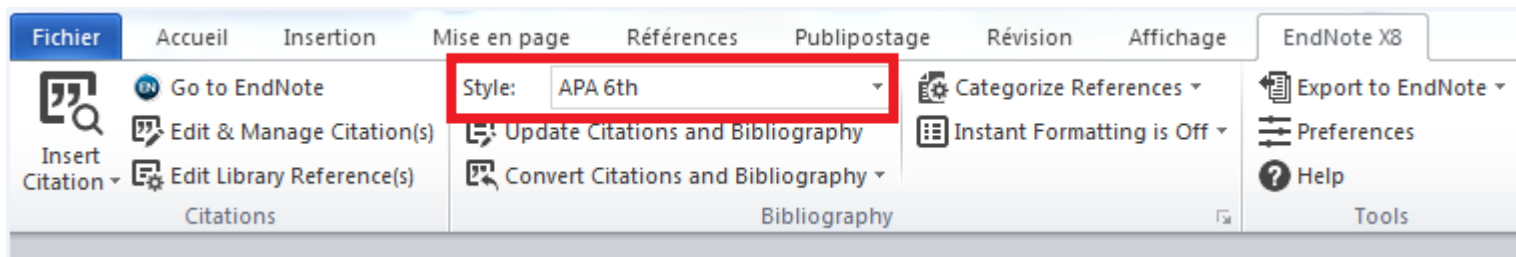 Fichier Accueil Insertion Mise en page Références Publipostage Révision Affichage EndNote X8
Insert
Citation
EN Go to EndNote
Edit & Manage Citation(s)
Edit Library Reference(s)
Citations
Style: APA 6th
Update Citations and Bibliography
Convert Citations and Bibliography
Categorize References
Instant Formatting is Off
Bibliography
Export to EndNote
Preferences
? Help
Tools